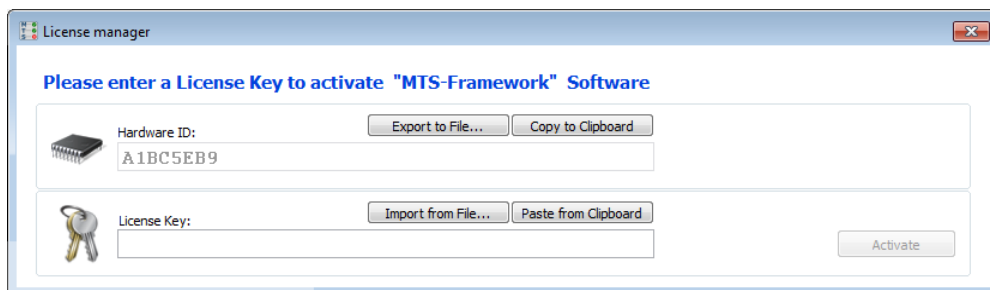 MTS
License manager
Please enter a License Key to activate "MTS-Framework" Software
Hardware ID:
Export to File...
Copy to Clipboard
A1BC5EB9
License Key:
Import from File...
Paste from Clipboard
Activate